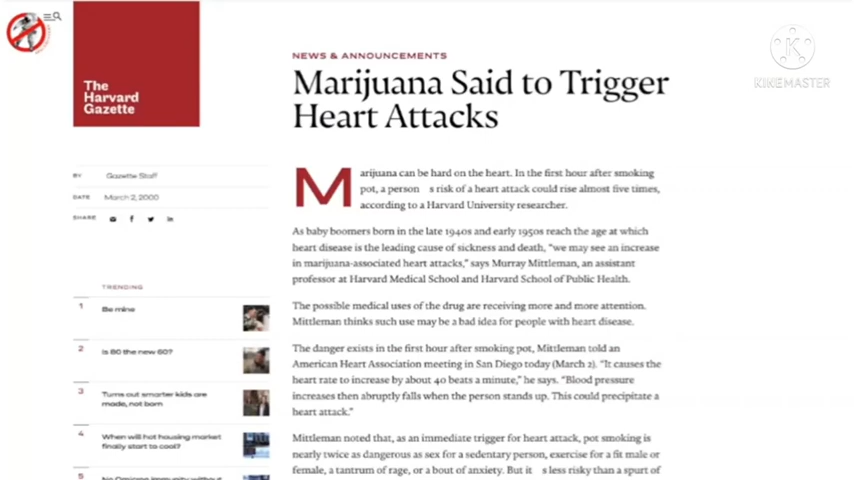 KINEMASTER
The
Harvard
Gazette
NEWS & ANNOUNCEMENTS
Marijuana Said to Trigger
Heart Attacks
BY Gazette Staff
DATE March 2, 2000
SHARE
Marijuana can be hard on the heart. In the first hour after smoking
pot, a person s risk of a heart attack could rise almost five times,
according to a Harvard University researcher.
As baby boomers born in the late 1940s and early 1950s reach the age at which
heart disease is the leading cause of sickness and death, “we may see an increase
in marijuana-associated heart attacks,” says Murray Mittleman, an assistant
professor at Harvard Medical School and Harvard School of Public Health.
The possible medical uses of the drug are receiving more and more attention.
Mittleman thinks such use may be a bad idea for people with heart disease.
The danger exists in the first hour after smoking pot, Mittleman told an
American Heart Association meeting in San Diego today (March 2). “It causes the
heart rate to increase by about 40 beats a minute,” he says. “Blood pressure
increases then abruptly falls when the person stands up. This could precipitate a
heart attack.”
Mittleman noted that, as an immediate trigger for heart attack, pot smoking is
nearly twice as dangerous as sex for a sedentary person, exercise for a fit male or
female, a tantrum of rage, or a bout of anxiety. But it s less risky than a spurt of
TRENDING
1 Be mine
2 Is 80 the new 60?
3 Turns out smarter kids are
made, not born
4 When will hot housing market
finally start to cool?
5 No Omicron immunity without